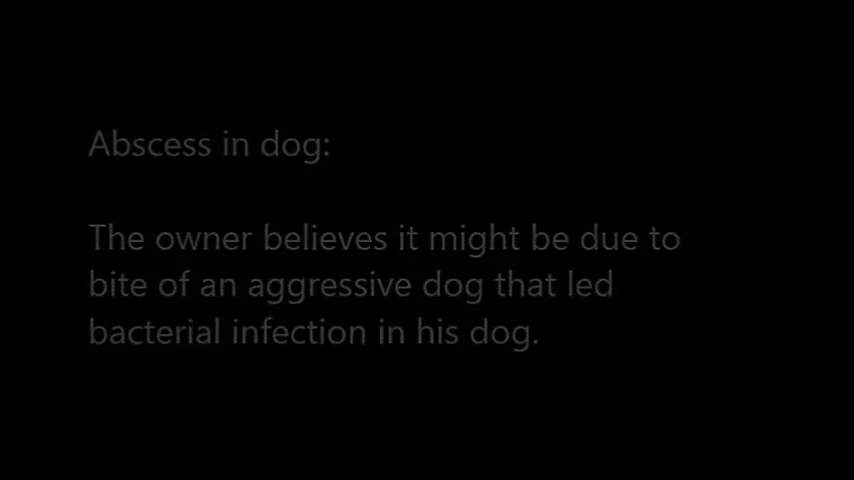 Abscess in dog:
The owner believes it might be due to
bite of an aggressive dog that led
bacterial infection in his dog.